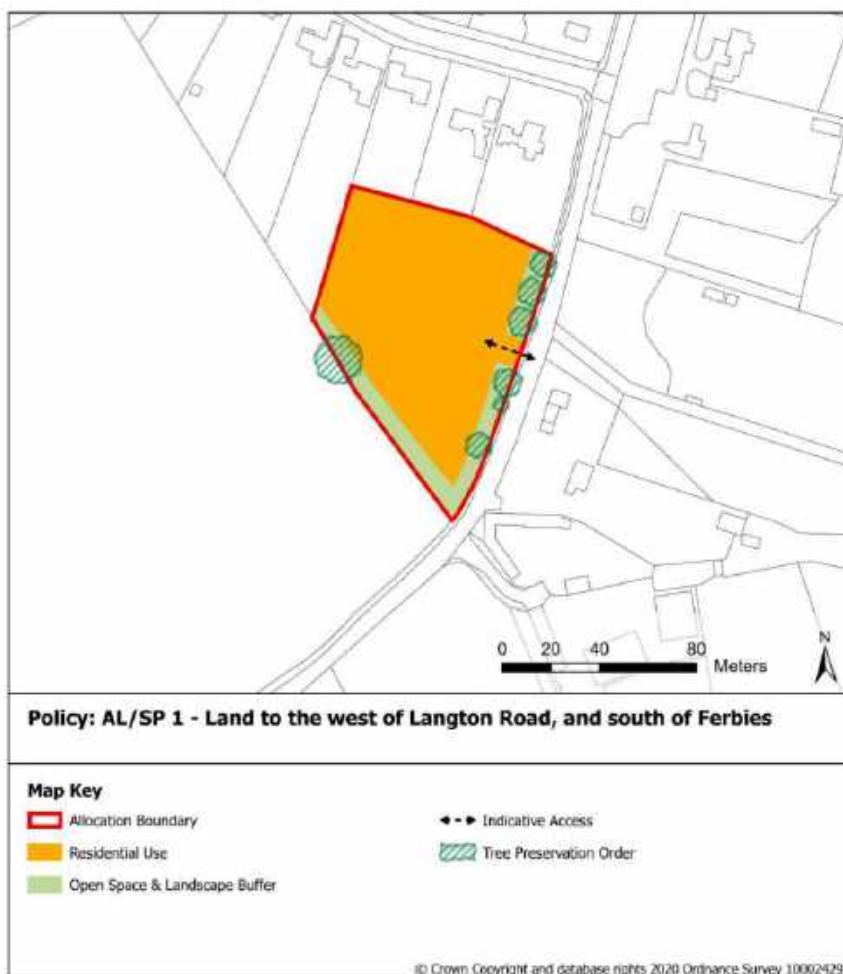 N
0 20 40 80
Meters
Policy: AL/SP 1 - Land to the west of Langton Road, and south of Ferbies
Map Key
Allocation Boundary
Indicative Access
Residential Use
Tree Preservation Order
Open Space & Landscape Buffer
© Crown Copyright and database rights 2020 Ordnance Survey 10002429